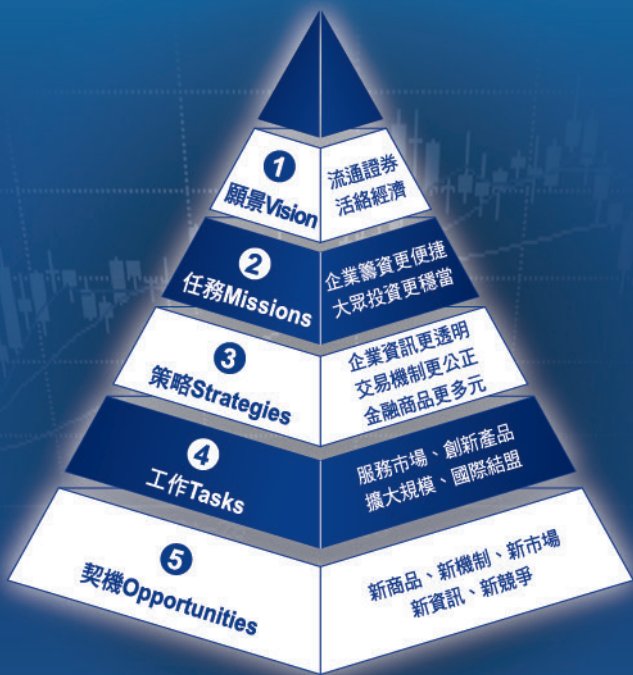 1
願景Vision
流通證券
活絡經濟
2
任務Missions
企業籌資更便捷
大眾投資更穩當
3
策略Strategies
企業資訊更透明
交易機制更公正
金融商品更多元
4
工作Tasks
服務市場、創新產品
擴大規模、國際結盟
5
契機Opportunities
新商品、新機制、新市場
新資訊、新競爭